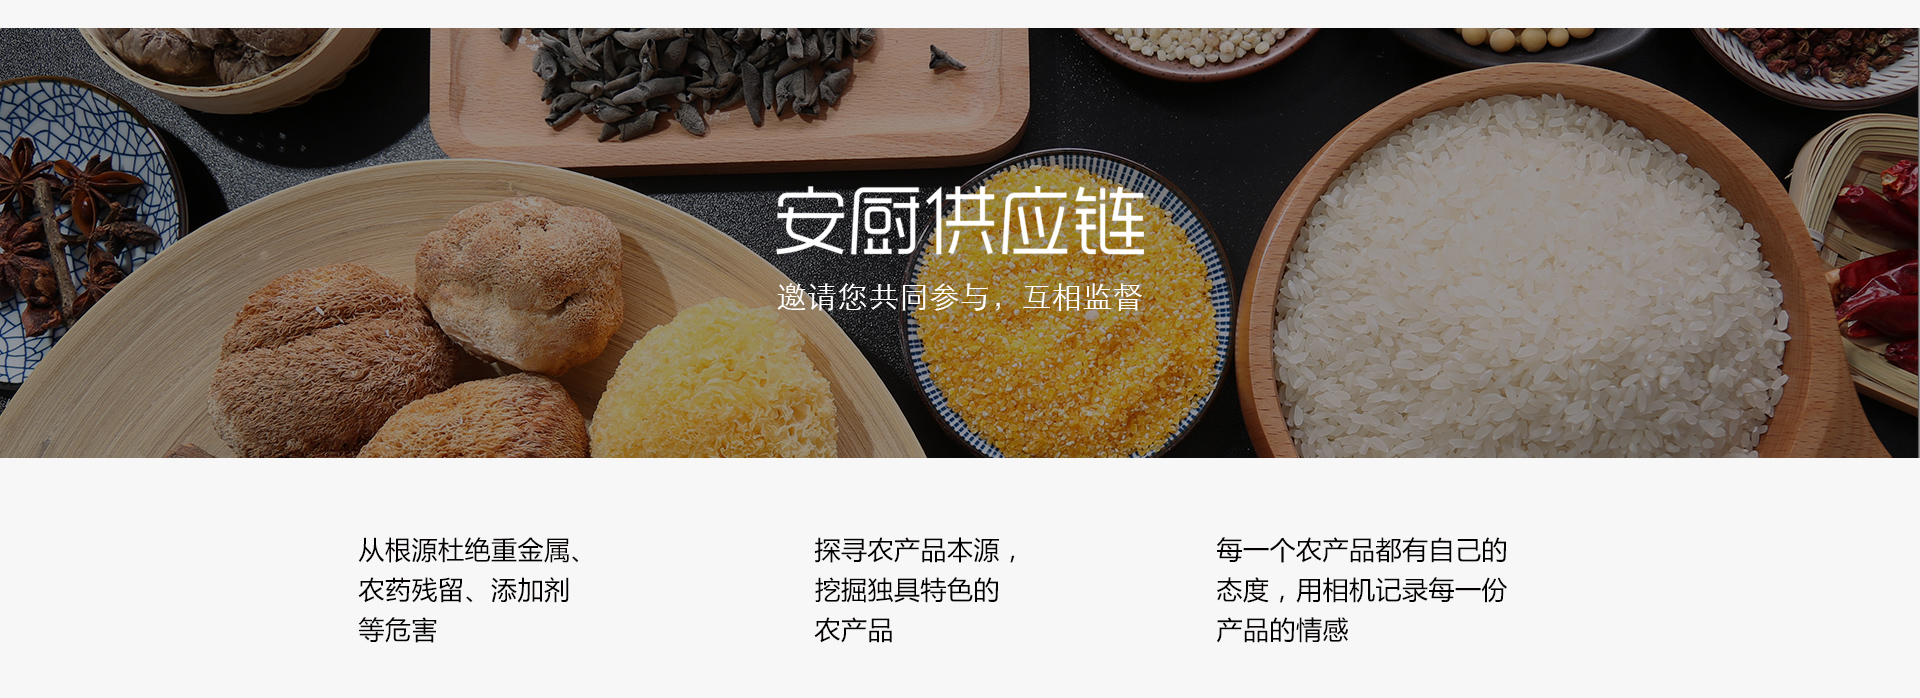 安厨供应链
邀请您共同参与，互相监督
从根源杜绝重金属、
农药残留、添加剂
等危害
探寻农产品本源，
挖掘独具特色的
农产品
每一个农产品都有自己的
态度，用相机记录每一份
产品的情感